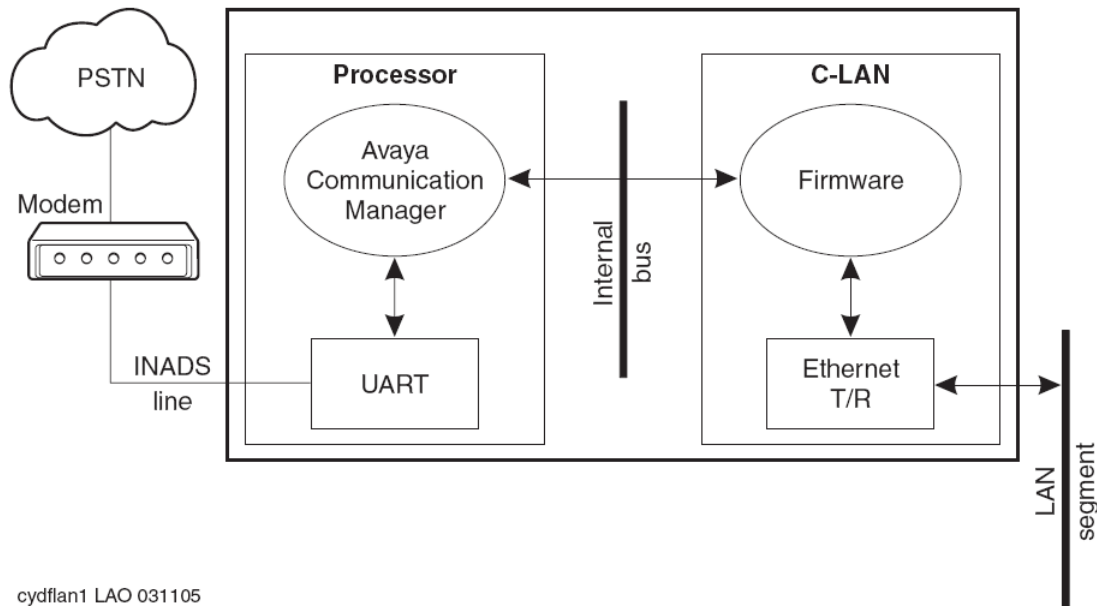 PSTN
Modem
INADS
line
Processor
Avaya
Communication
Manager
UART
Internal
bus
C-LAN
Firmware
Ethernet
T/R
LAN
segment
cydflan1 LAO 031105